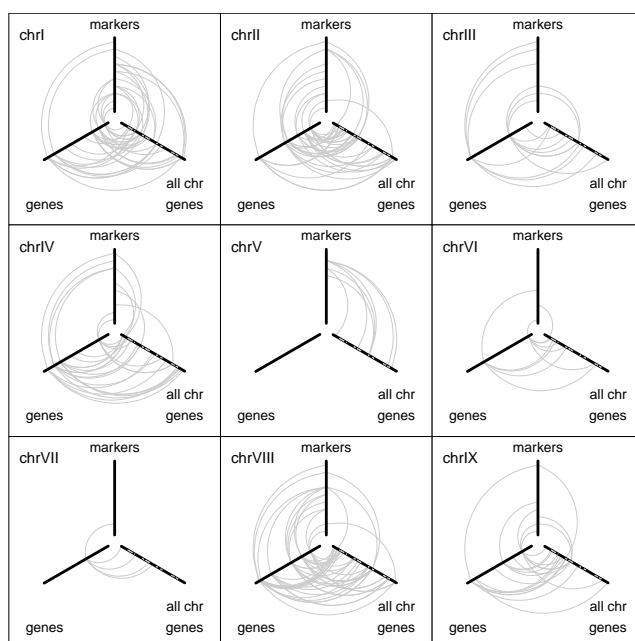 chrI
markers
all chr
genes
genes
chrII
markers
all chr
genes
genes
chrIII
markers
all chr
genes
genes
chrIV
markers
all chr
genes
genes
chrV
markers
all chr
genes
genes
chrVI
markers
all chr
genes
genes
chrVII
markers
all chr
genes
genes
chrVIII
markers
all chr
genes
genes
chrIX
markers
all chr
genes
genes